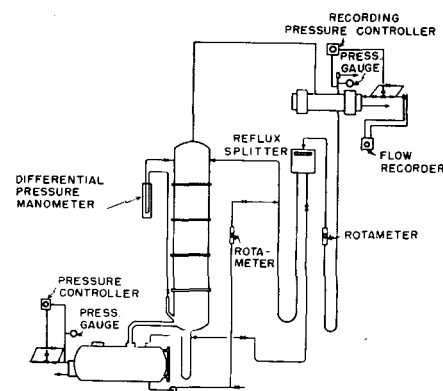 RECORDING
PRESSURE CONTROLLER
PRESS.
GAUGE
REFLUX
SPLITTER
FLOW
RECORDER
DIFFERENTIAL
PRESSURE
MANOMETER
ROTA-
METER
ROTAMETER
PRESSURE
CONTROLLER
PRESS.
GAUGE